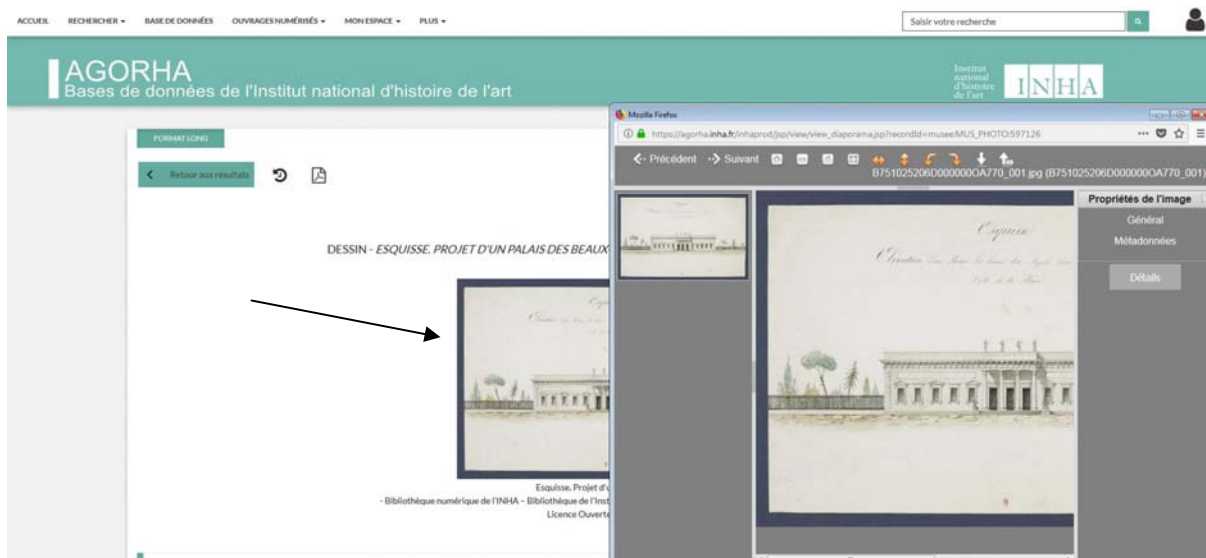 ACCUEIL RECHERCHER BASE DE DONNÉES OUVRAGES NUMÉRISÉS MON ESPACE PLUS Saisir votre recherche
AGORHA
Bases de données de l'Institut national d'histoire de l'art
Institut
national
d'histoire
de l'art
INHA
FORMAT LONG
Retour aux résultats
DESSIN - ESQUISSE. PROJET D'UN PALAIS DES BEAUX
Esquisse. Projet d'u
- Bibliothèque numérique de l'INHA – Bibliothèque de l'Inst
Licence Ouverte
Mozilla Firefox
https://agorha.inha.fr/inhaprod/jsp/view/view_diaporama.jsp?recordId=musee:MUS_PHOTO:597126
Précédent Suivant
B751025206D000000OA770_001.jpg (B751025206D000000OA770_001)
Propriétés de l'image
Général
Métadonnées
Détails
Esquisse
Elévation